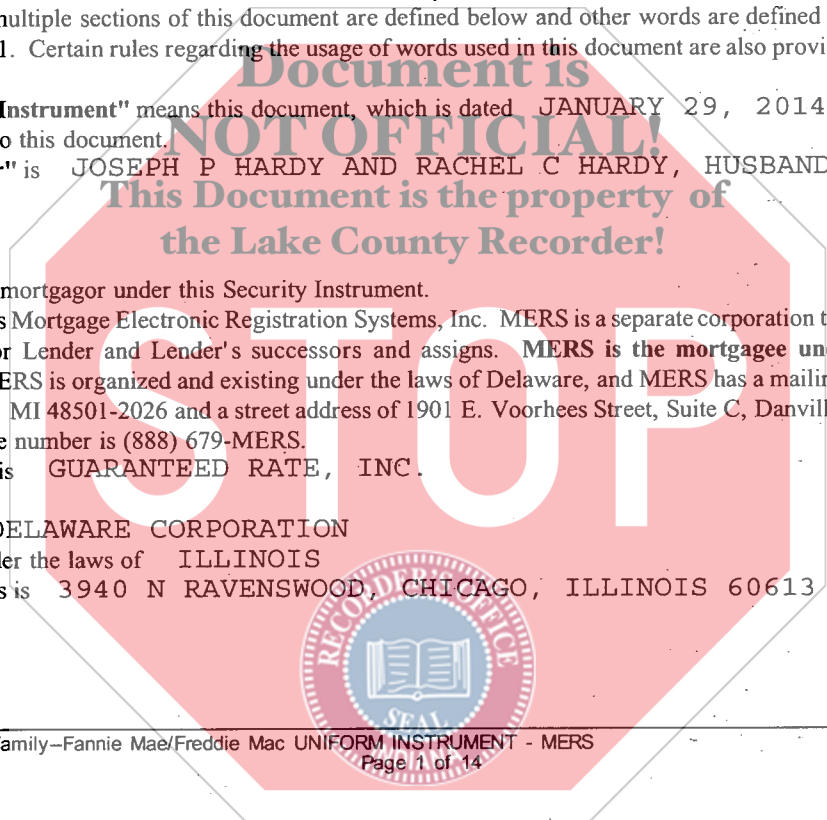 multiple sections of this document are defined below and other words are defined
1. Certain rules regarding the usage of words used in this document are also provi
Document is
Instrument" means this document, which is dated JANUARY 29, 2014
o this document.
NOT OFFICIAL!
r" is JOSEPH P HARDY AND RACHEL C HARDY, HUSBAND
This Document is the property of
the Lake County Recorder!
mortgagor under this Security Instrument.
s Mortgage Electronic Registration Systems, Inc. MERS is a separate corporation t
or Lender and Lender's successors and assigns. MERS is the mortgagee un
ERS is organized and existing under the laws of Delaware, and MERS has a mailin
MI 48501-2026 and a street address of 1901 E. Voorhees Street, Suite C, Danvill
e number is (888) 679-MERS.
is GUARANTEED RATE, INC.
STOP
DELAWARE CORPORATION
ler the laws of ILLINOIS
s is 3940 N RAVENSWOOD, CHICAGO, ILLINOIS 60613
RECORDER'S OFFICE
SEAL
INDIANA
amily–Fannie Mae/Freddie Mac UNIFORM INSTRUMENT - MERS
Page 1 of 14